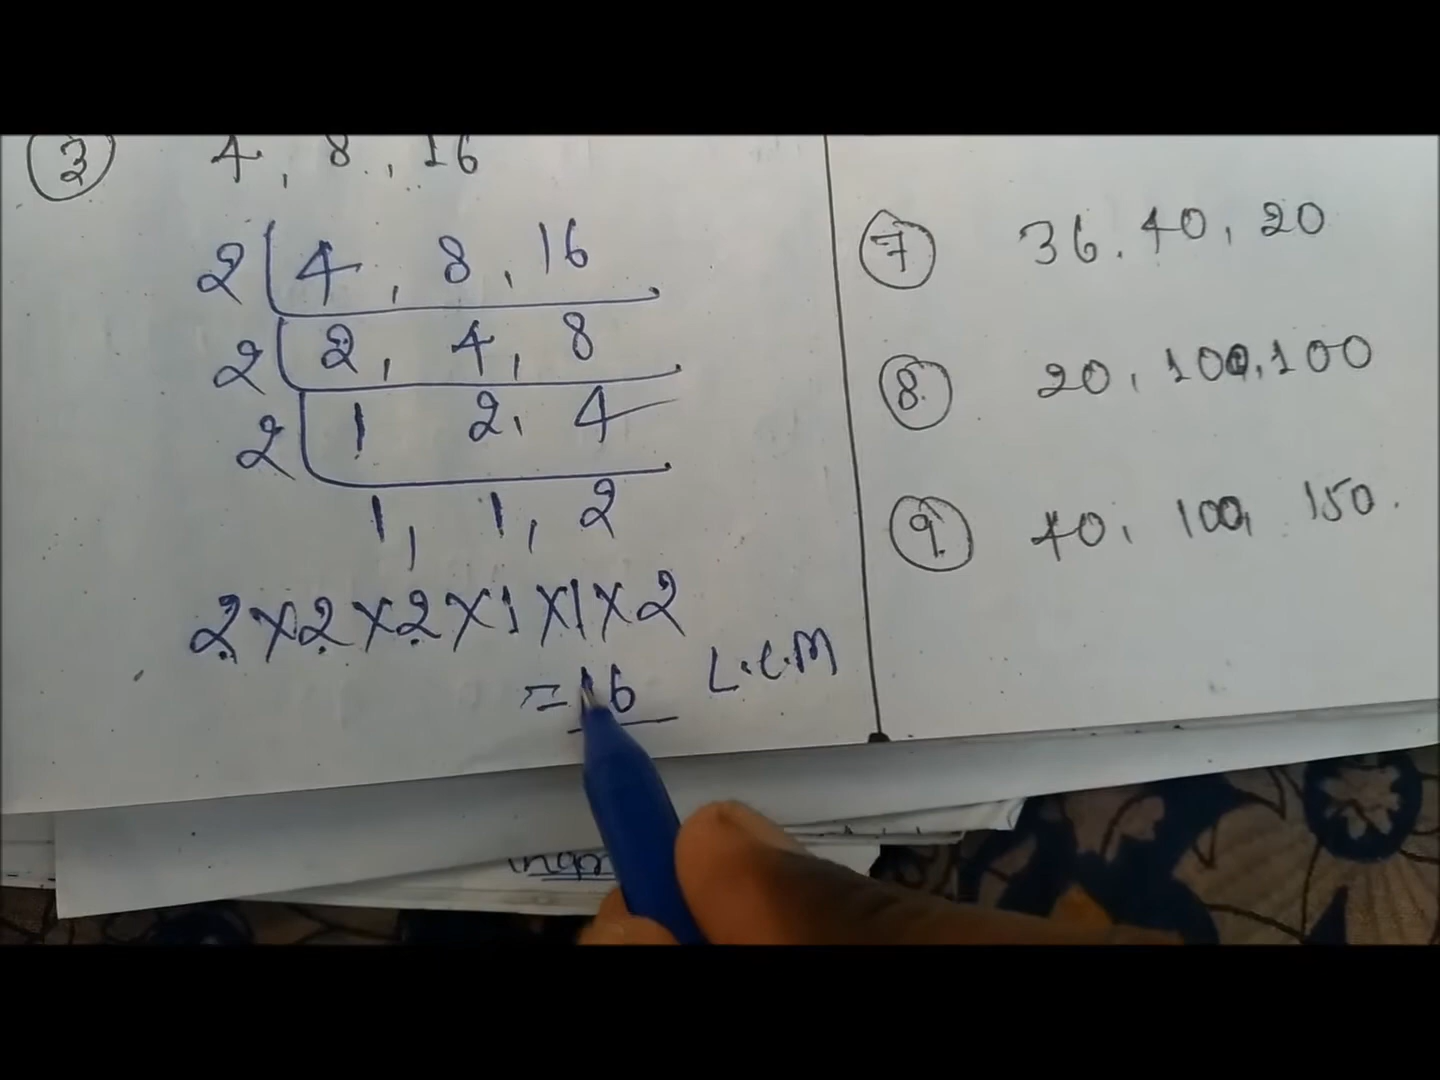 3 4, 8, 16
2 4, 8, 16
2 2, 4, 8
2 1 2, 4
1, 1, 2
2 × 2 × 2 × 1 × 1 × 2
= 16 L.C.M
7 36. 40, 20
8. 20, 100, 100
9. 40, 100, 150.